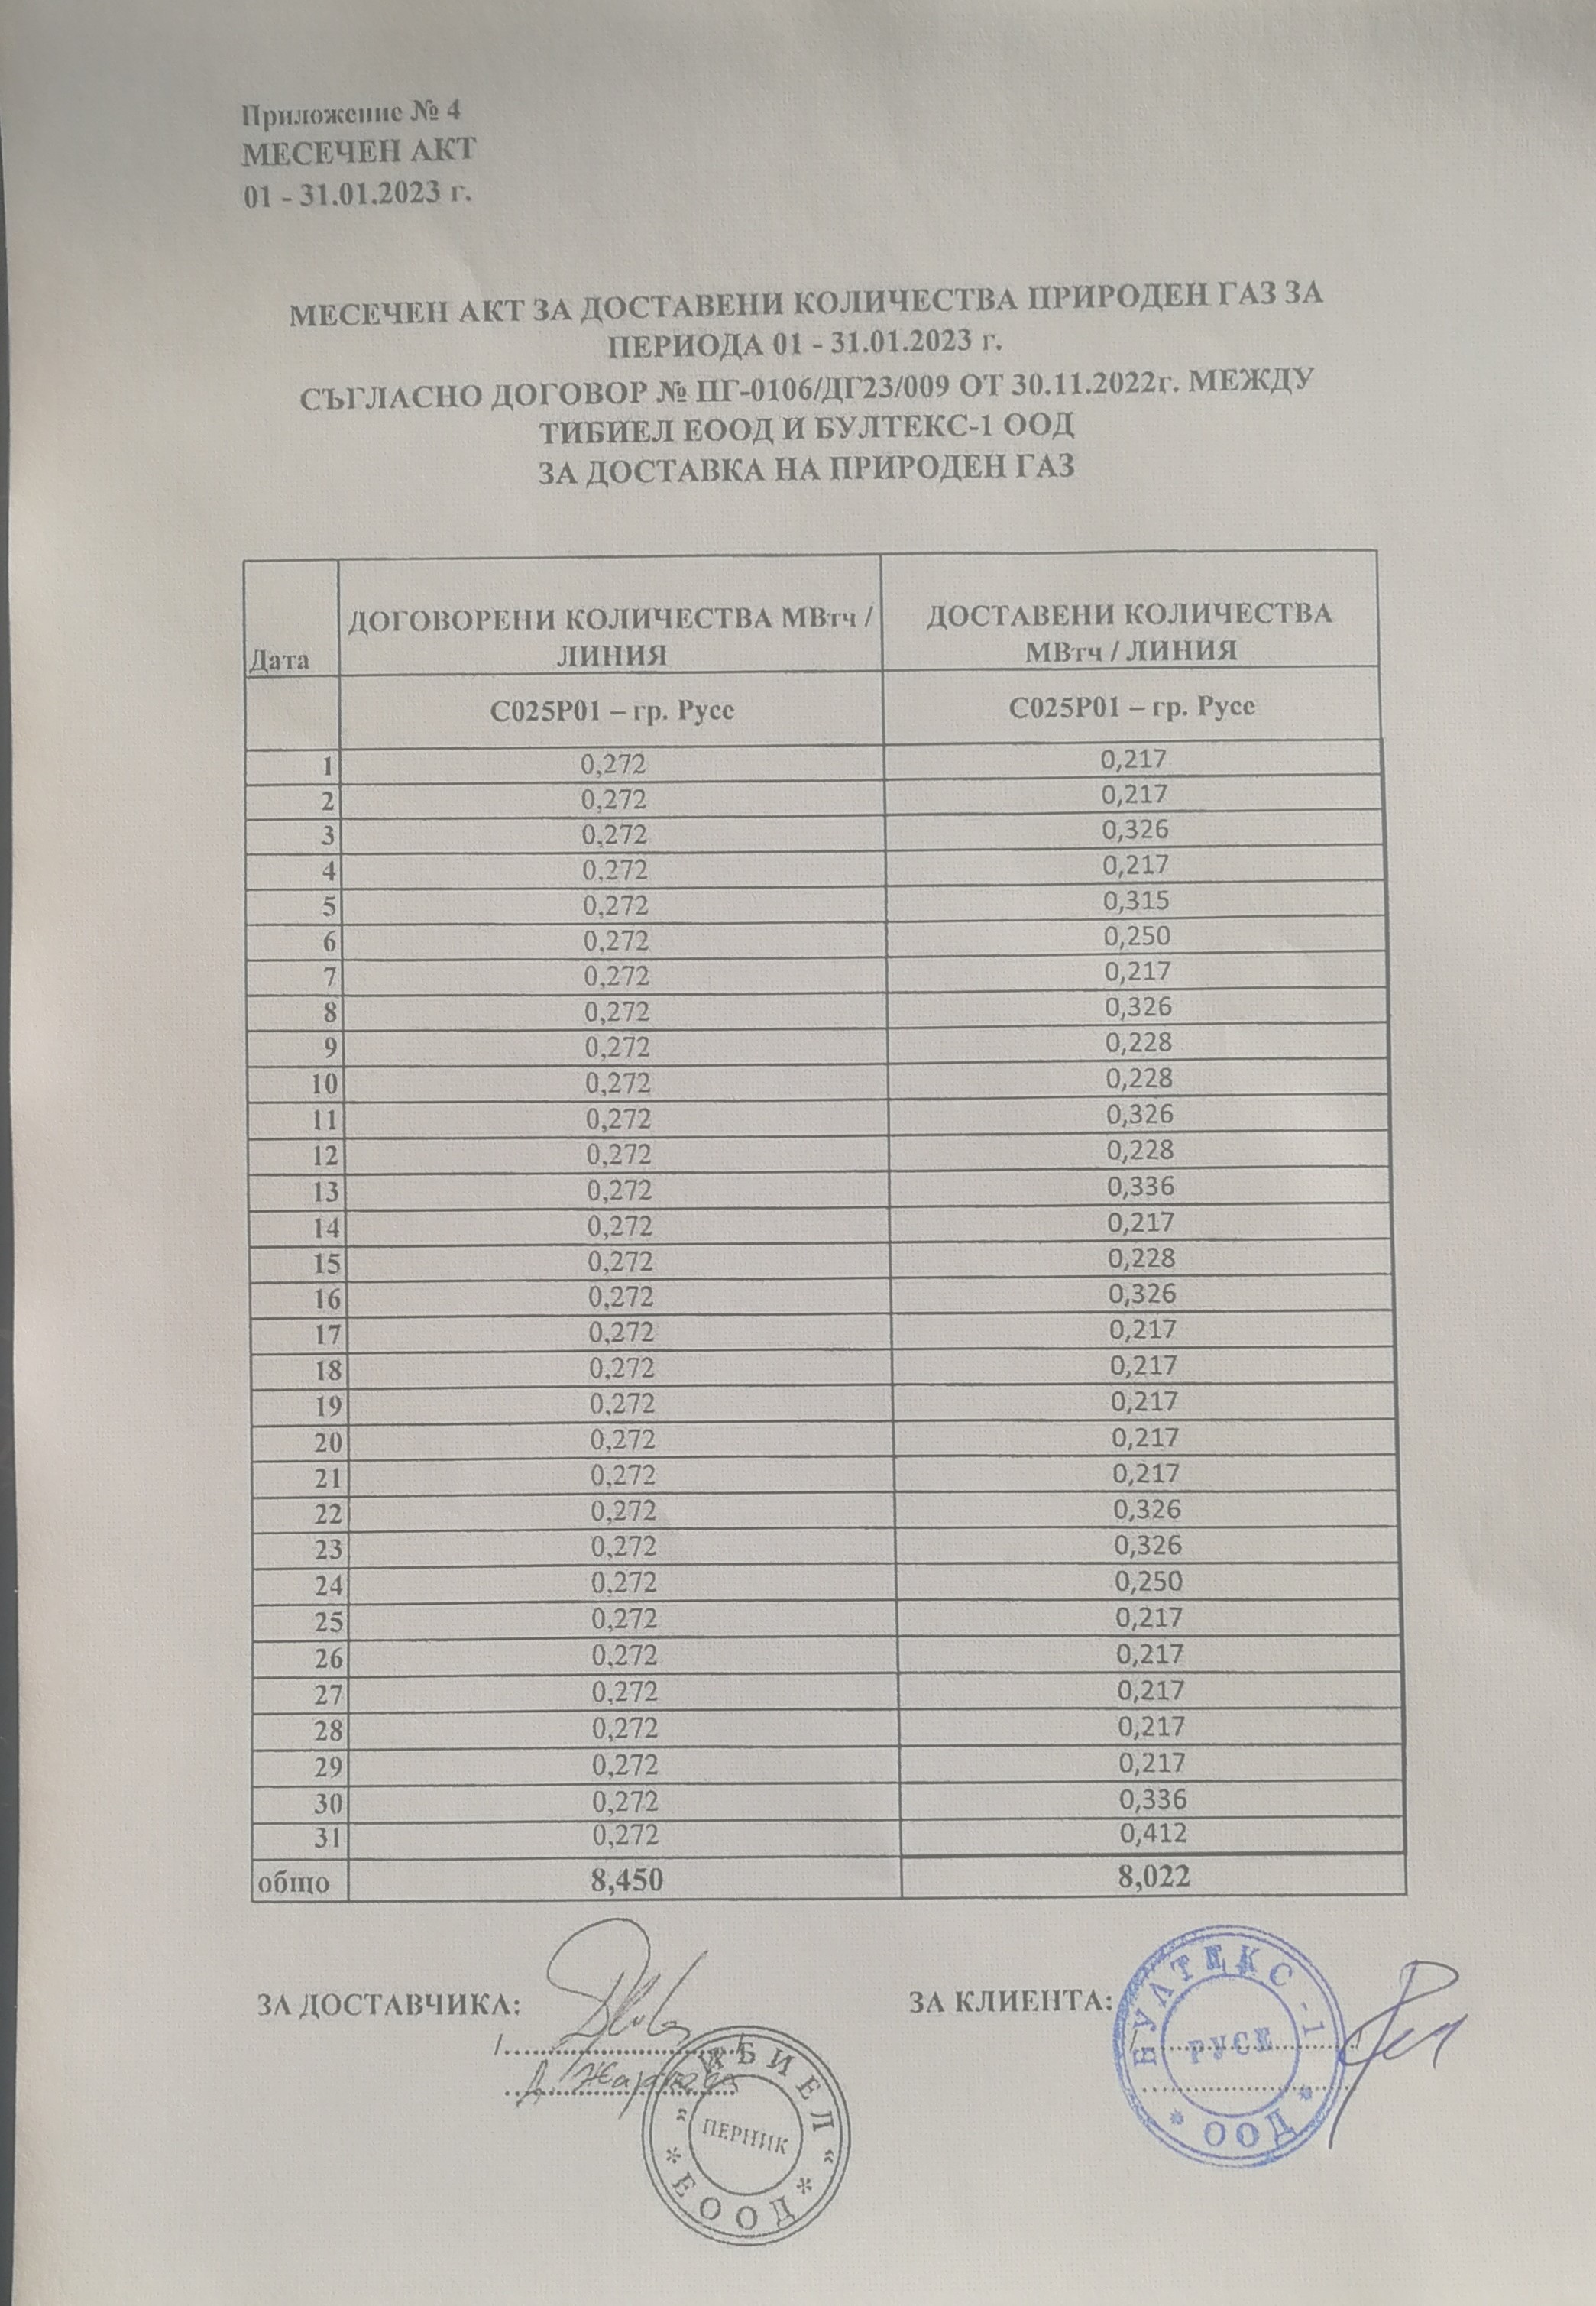 Приложение № 4
МЕСЕЧЕН АКТ
01 - 31.01.2023 г.
МЕСЕЧЕН АКТ ЗА ДОСТАВЕНИ КОЛИЧЕСТВА ПРИРОДЕН ГАЗ ЗА
ПЕРИОДА 01 - 31.01.2023 г.
СЪГЛАСНО ДОГОВОР № ПГ-0106/ДГ23/009 ОТ 30.11.2022г. МЕЖДУ
ТИБИЕЛ ЕООД И БУЛТЕКС-1 ООД
ЗА ДОСТАВКА НА ПРИРОДЕН ГАЗ
Дата ДОГОВОРЕНИ КОЛИЧЕСТВА МВтч / ЛИНИЯ ДОСТАВЕНИ КОЛИЧЕСТВА МВтч / ЛИНИЯ
C025P01 – гр. Русе C025P01 – гр. Русе
1 0,272 0,217
2 0,272 0,217
3 0,272 0,326
4 0,272 0,217
5 0,272 0,315
6 0,272 0,250
7 0,272 0,217
8 0,272 0,326
9 0,272 0,228
10 0,272 0,228
11 0,272 0,326
12 0,272 0,228
13 0,272 0,336
14 0,272 0,217
15 0,272 0,228
16 0,272 0,326
17 0,272 0,217
18 0,272 0,217
19 0,272 0,217
20 0,272 0,217
21 0,272 0,217
22 0,272 0,326
23 0,272 0,326
24 0,272 0,250
25 0,272 0,217
26 0,272 0,217
27 0,272 0,217
28 0,272 0,217
29 0,272 0,217
30 0,272 0,336
31 0,272 0,412
общо 8,450 8,022
ЗА ДОСТАВЧИКА: ЗА КЛИЕНТА:
БУЛТЕКС-1 ООД
РУСЕ
"ТИБИЕЛ" ЕООД
ПЕРНИК